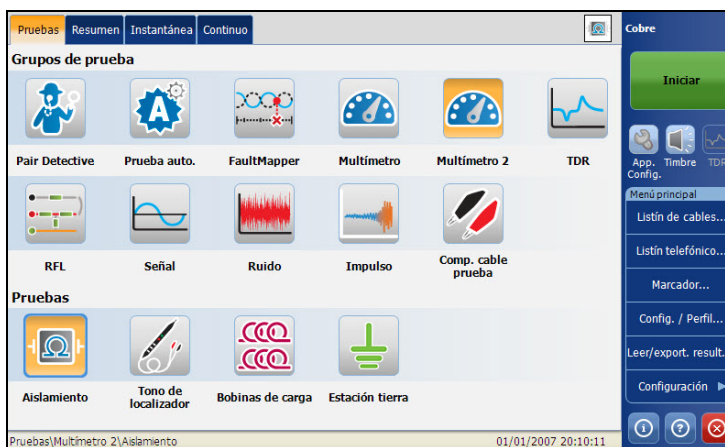 Pruebas Resumen Instantánea Continuo
Cobre
Grupos de prueba
Iniciar
Pair Detective Prueba auto. FaultMapper Multímetro Multímetro 2 TDR
App. Config. Timbre TDR
Menú principal
Listín de cables...
Listín telefónico...
Marcador...
Config. / Perfil...
Leer/export. result.
Configuración
RFL Señal Ruido Impulso Comp. cable prueba
Pruebas
Aislamiento Tono de localizador Bobinas de carga Estación tierra
Pruebas\Multímetro 2\Aislamiento 01/01/2007 20:10:11